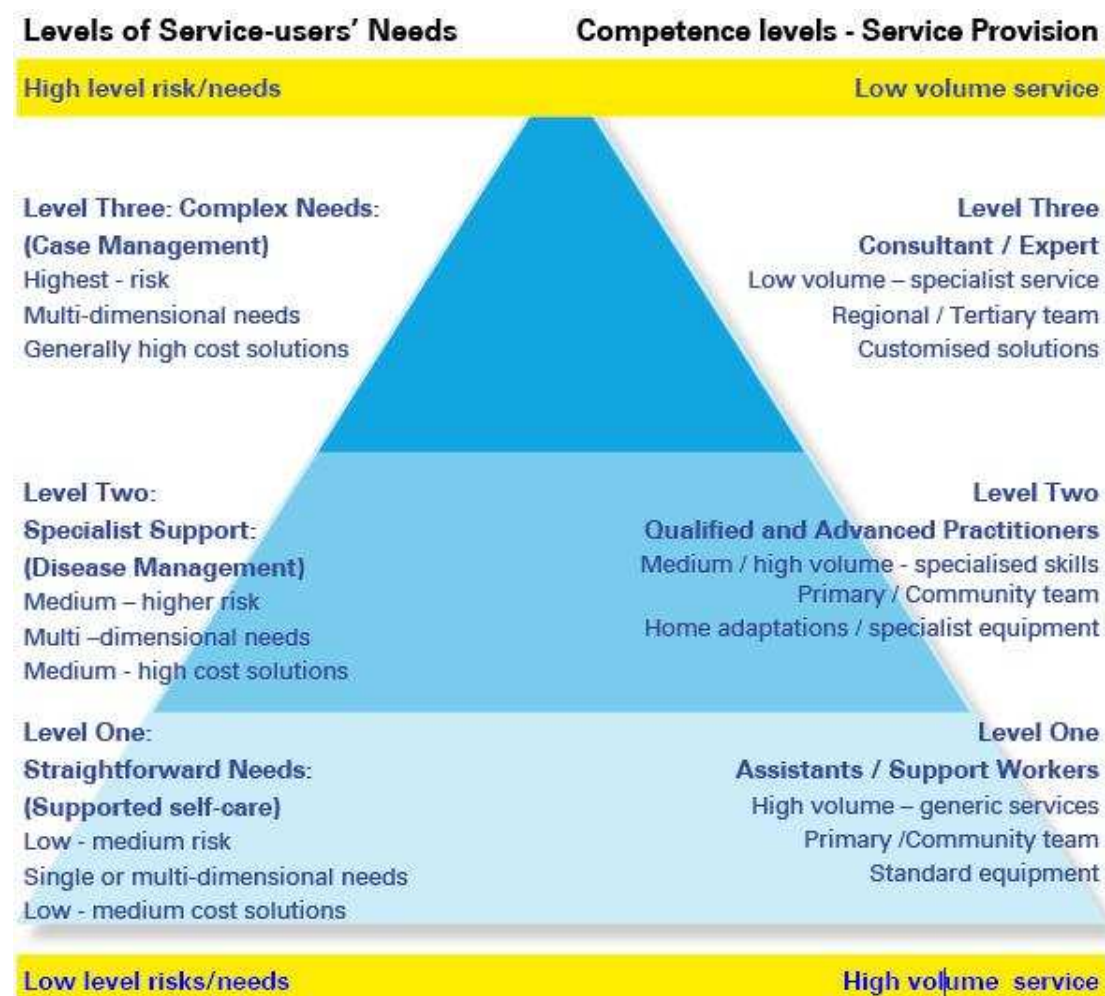 Levels of Service-users' Needs
Competence levels - Service Provision
High level risk/needs
Low volume service
Level Three: Complex Needs:
(Case Management)
Highest - risk
Multi-dimensional needs
Generally high cost solutions
Level Three
Consultant / Expert
Low volume – specialist service
Regional / Tertiary team
Customised solutions
Level Two:
Specialist Support:
(Disease Management)
Medium – higher risk
Multi –dimensional needs
Medium - high cost solutions
Level Two
Qualified and Advanced Practitioners
Medium / high volume - specialised skills
Primary / Community team
Home adaptations / specialist equipment
Level One:
Straightforward Needs:
(Supported self-care)
Low - medium risk
Single or multi-dimensional needs
Low - medium cost solutions
Level One
Assistants / Support Workers
High volume – generic services
Primary /Community team
Standard equipment
Low level risks/needs
High volume service